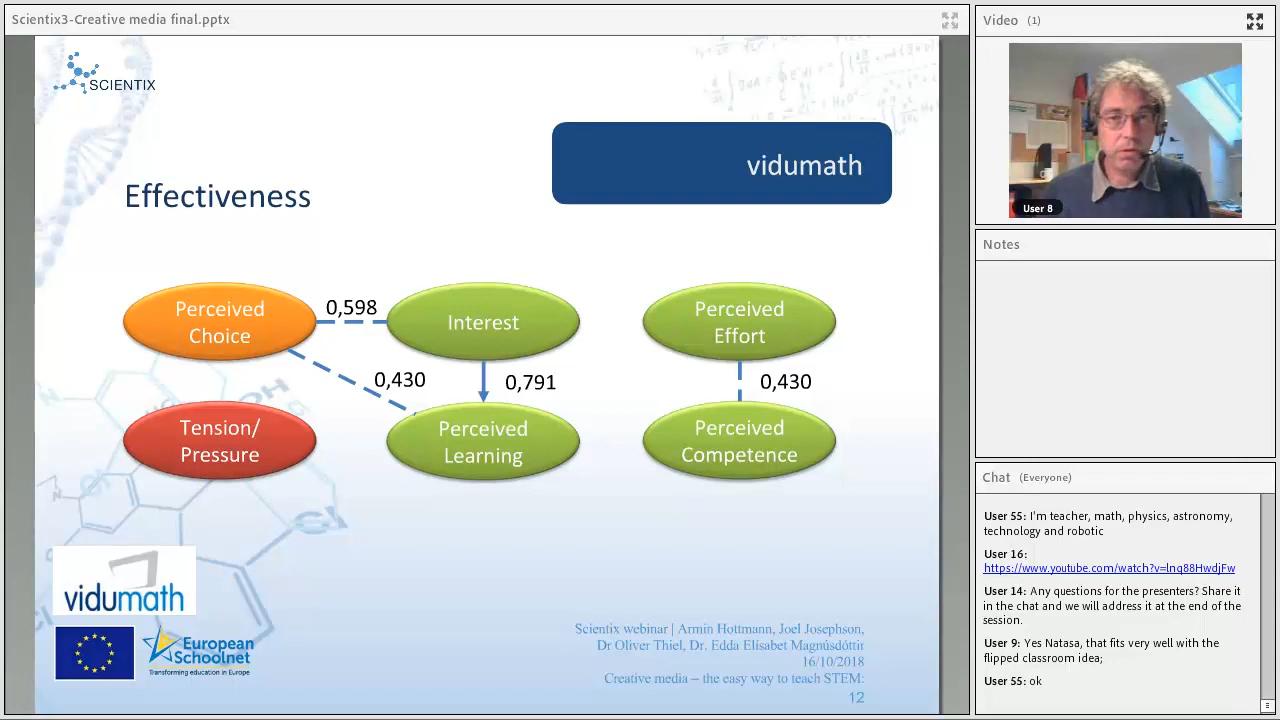 Scientix3-Creative media final.pptx
SCIENTIX
vidumath
Effectiveness
Perceived
Choice
0,598
Interest
Perceived
Effort
0,430
0,791
0,430
Tension/
Pressure
Perceived
Learning
Perceived
Competence
vidumath
European
Schoolnet
Transforming education in Europe
Scientix webinar | Armin Hottmann, Joel Josephson,
Dr Oliver Thiel, Dr. Edda Elísabet Magnúsdóttir
16/10/2018
Creative media – the easy way to teach STEM:
12
Video (1)
User 8
Notes
Chat (Everyone)
User 55: I'm teacher, math, physics, astronomy,
technology and robotic
User 16:
https://www.youtube.com/watch?v=lnq88HwdjFw
User 14: Any questions for the presenters? Share it
in the chat and we will address it at the end of the
session.
User 9: Yes Natasa, that fits very well with the
flipped classroom idea;
User 55: ok